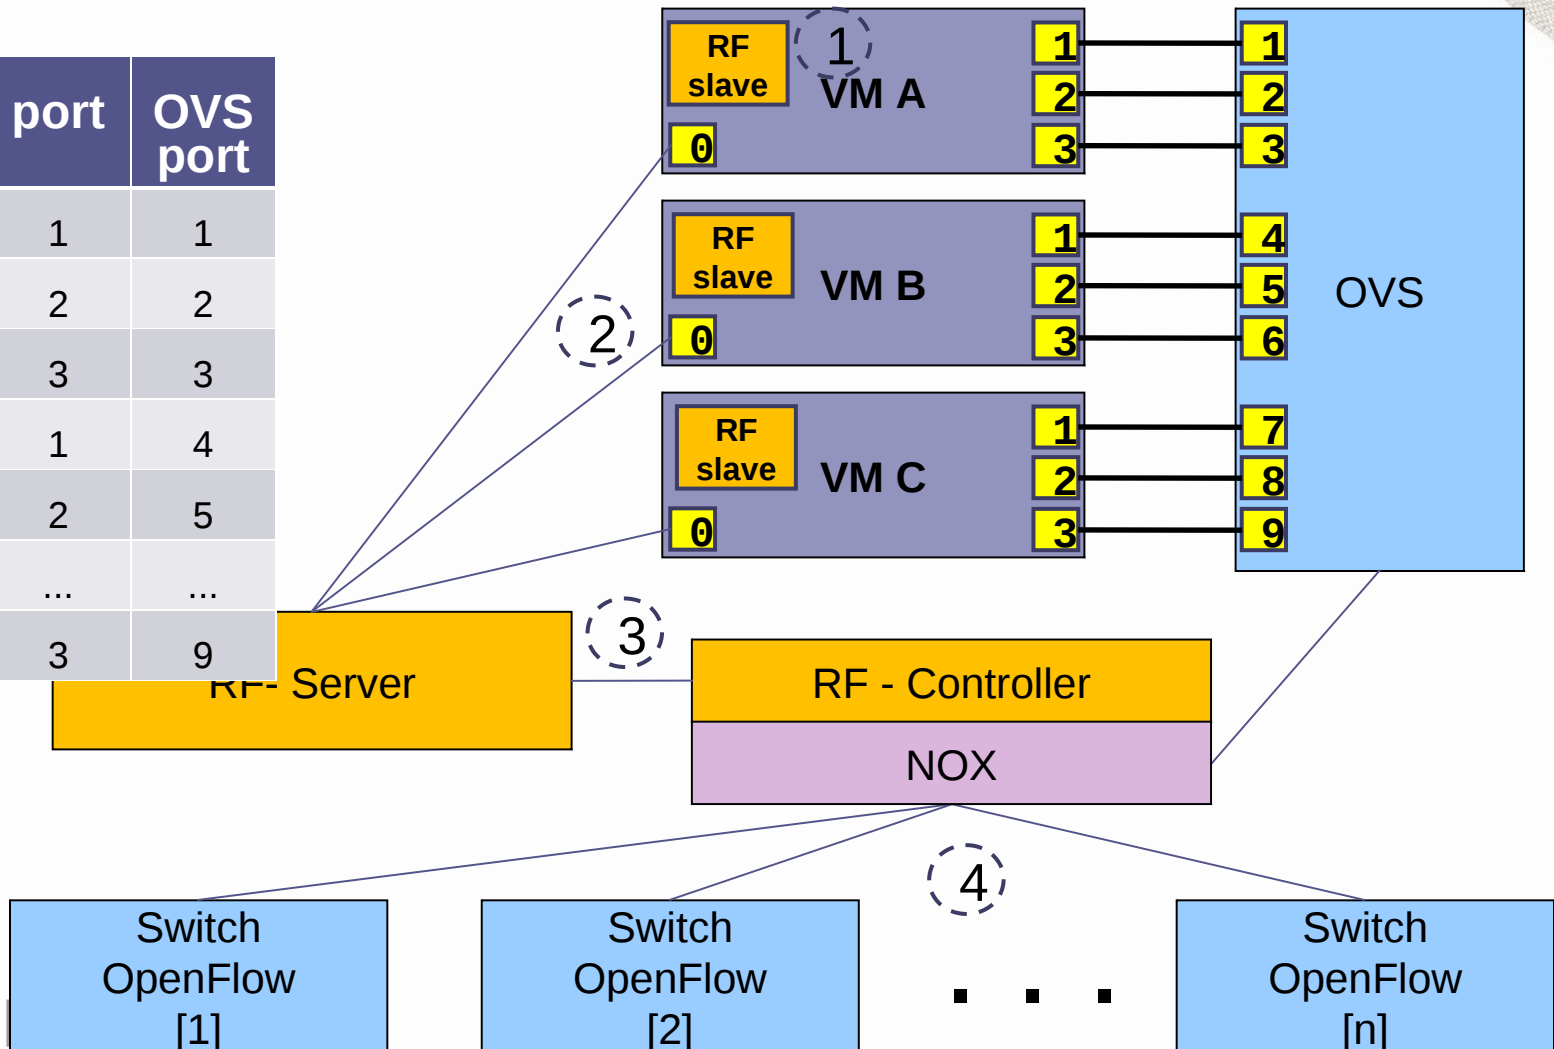 port OVS port
1 1
2 2
3 3
1 4
2 5
... ...
3 9
RF slave
1
VM A
0
1 1
2 2
3 3
RF slave
VM B
0
1 4
2 5
3 6
OVS
2
RF slave
VM C
0
1 7
2 8
3 9
3
RF- Server
RF - Controller
NOX
4
Switch
OpenFlow
[1]
Switch
OpenFlow
[2]
. . .
Switch
OpenFlow
[n]